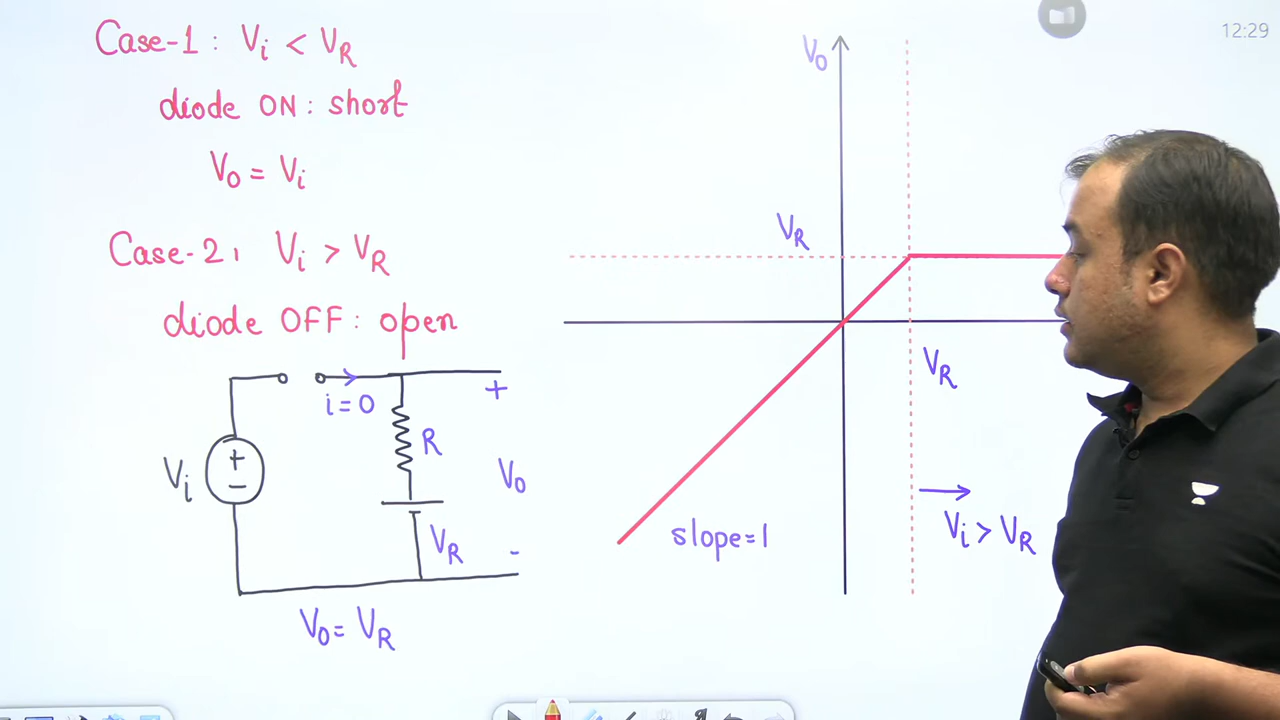 Case-1 : Vi < VR
diode ON : short
V0 = Vi
Case-2 : Vi > VR
diode OFF : open
i=0
+
R
Vi
+
-
V0
VR
-
V0 = VR
12:29
V0
VR
VR
slope=1
Vi > VR